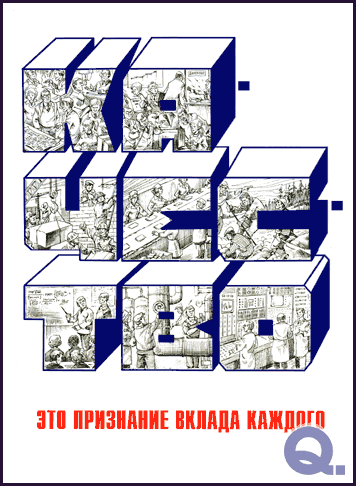 КА-
ЧЕС-
ТВО
ЭТО ПРИЗНАНИЕ ВКЛАДА КАЖДОГО
Q.